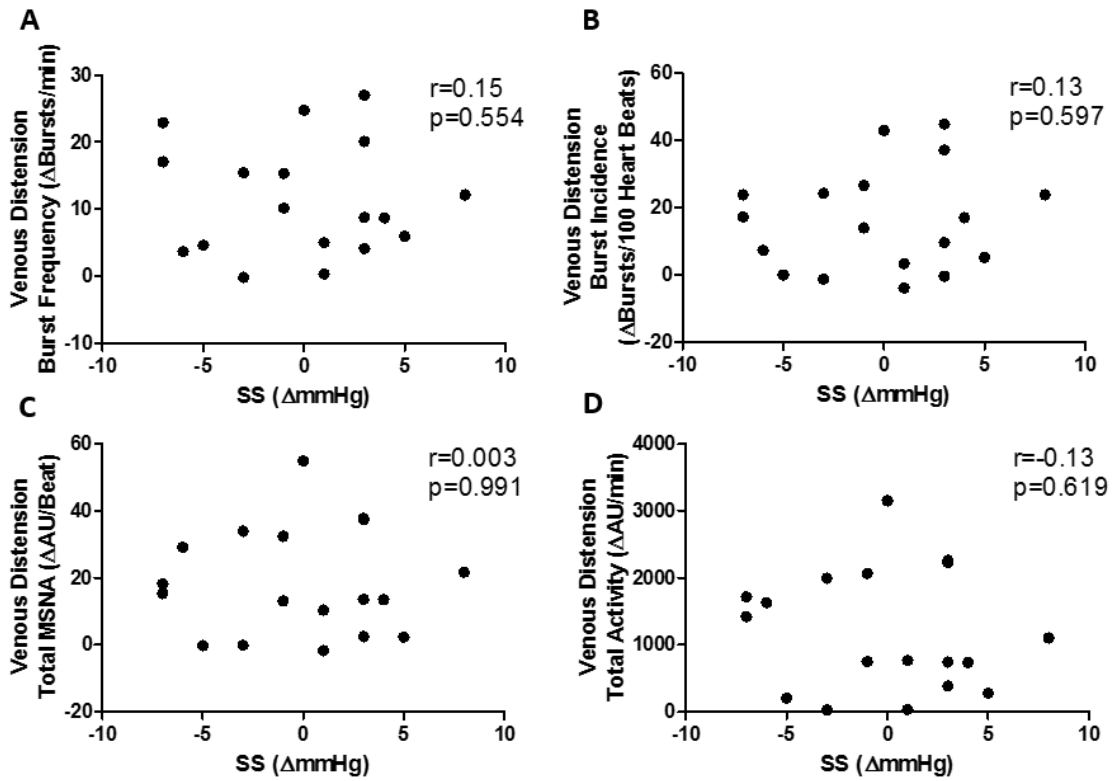 A
Venous Distension
Burst Frequency (ΔBursts/min)
30
20
10
0
-10
-10
-5
0
5
10
SS (ΔmmHg)
r=0.15
p=0.554
B
Venous Distension
Burst Incidence
(ΔBursts/100 Heart Beats)
60
40
20
0
-20
-10
-5
0
5
10
SS (ΔmmHg)
r=0.13
p=0.597
C
Venous Distension
Total MSNA (ΔAU/Beat)
60
40
20
0
-20
-10
-5
0
5
10
SS (ΔmmHg)
r=0.003
p=0.991
D
Venous Distension
Total Activity (ΔAU/min)
4000
3000
2000
1000
0
-10
-5
0
5
10
SS (ΔmmHg)
r=-0.13
p=0.619